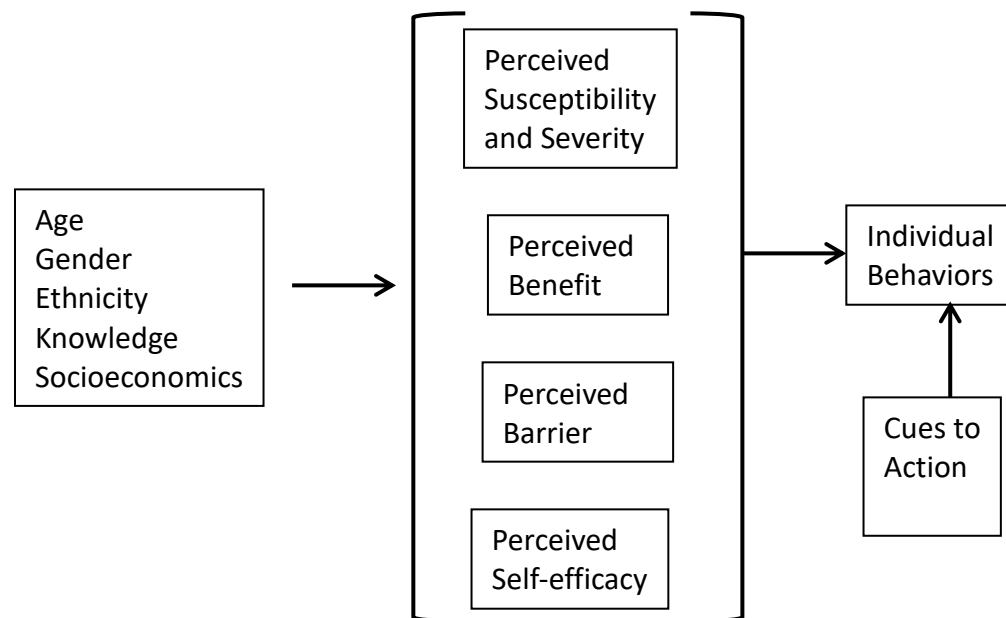 Age
Gender
Ethnicity
Knowledge
Socioeconomics
Perceived
Susceptibility
and Severity
Perceived
Benefit
Perceived
Barrier
Perceived
Self-efficacy
Individual
Behaviors
Cues to
Action